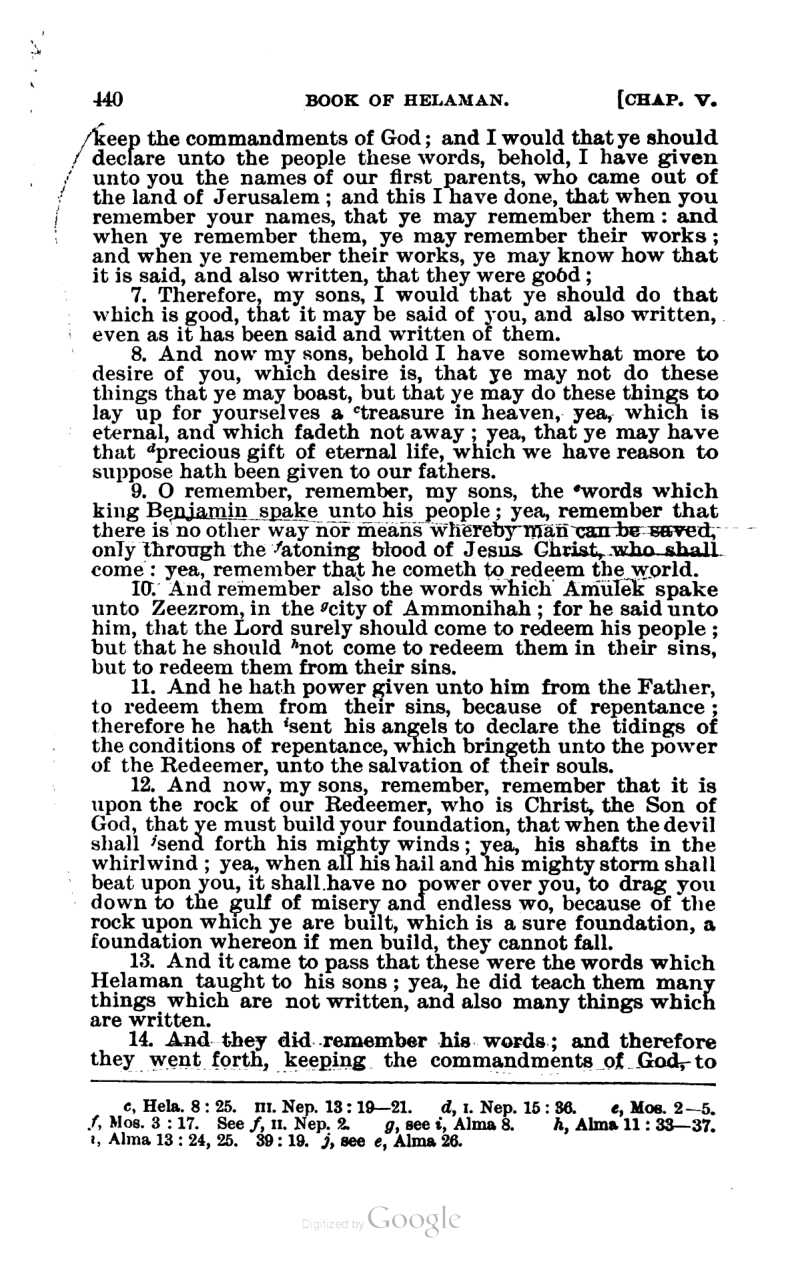 440 BOOK OF HELAMAN. [CHAP. V.
keep the commandments of God; and I would that ye should
declare unto the people these words, behold, I have given
unto you the names of our first parents, who came out of
the land of Jerusalem; and this I have done, that when you
remember your names, that ye may remember them: and
when ye remember them, ye may remember their works;
and when ye remember their works, ye may know how that
it is said, and also written, that they were good;
7. Therefore, my sons, I would that ye should do that
which is good, that it may be said of you, and also written,
even as it has been said and written of them.
8. And now my sons, behold I have somewhat more to
desire of you, which desire is, that ye may not do these
things that ye may boast, but that ye may do these things to
lay up for yourselves a ctreasure in heaven, yea, which is
eternal, and which fadeth not away; yea, that ye may have
that dprecious gift of eternal life, which we have reason to
suppose hath been given to our fathers.
9. O remember, remember, my sons, the ewords which
king Benjamin spake unto his people; yea, remember that
there is no other way nor means whereby man can be saved,
only through the fatoning blood of Jesus Christ, who shall
come: yea, remember that he cometh to redeem the world.
10. And remember also the words which Amulek spake
unto Zeezrom, in the gcity of Ammonihah; for he said unto
him, that the Lord surely should come to redeem his people;
but that he should hnot come to redeem them in their sins,
but to redeem them from their sins.
11. And he hath power given unto him from the Father,
to redeem them from their sins, because of repentance;
therefore he hath isent his angels to declare the tidings of
the conditions of repentance, which bringeth unto the power
of the Redeemer, unto the salvation of their souls.
12. And now, my sons, remember, remember that it is
upon the rock of our Redeemer, who is Christ, the Son of
God, that ye must build your foundation, that when the devil
shall jsend forth his mighty winds; yea, his shafts in the
whirlwind; yea, when all his hail and his mighty storm shall
beat upon you, it shall have no power over you, to drag you
down to the gulf of misery and endless wo, because of the
rock upon which ye are built, which is a sure foundation, a
foundation whereon if men build, they cannot fall.
13. And it came to pass that these were the words which
Helaman taught to his sons; yea, he did teach them many
things which are not written, and also many things which
are written.
14. And they did remember his words; and therefore
they went forth, keeping the commandments of God, to
c, Hela. 8:25. III. Nep. 13:19—21. d, I. Nep. 15:36. e, Mos. 2—5.
f, Mos. 3:17. See f, II. Nep. 2. g, see i, Alma 8. h, Alma 11:33—37.
i, Alma 13:24, 25. 39:19. j, see e, Alma 26.
Digitized by Google